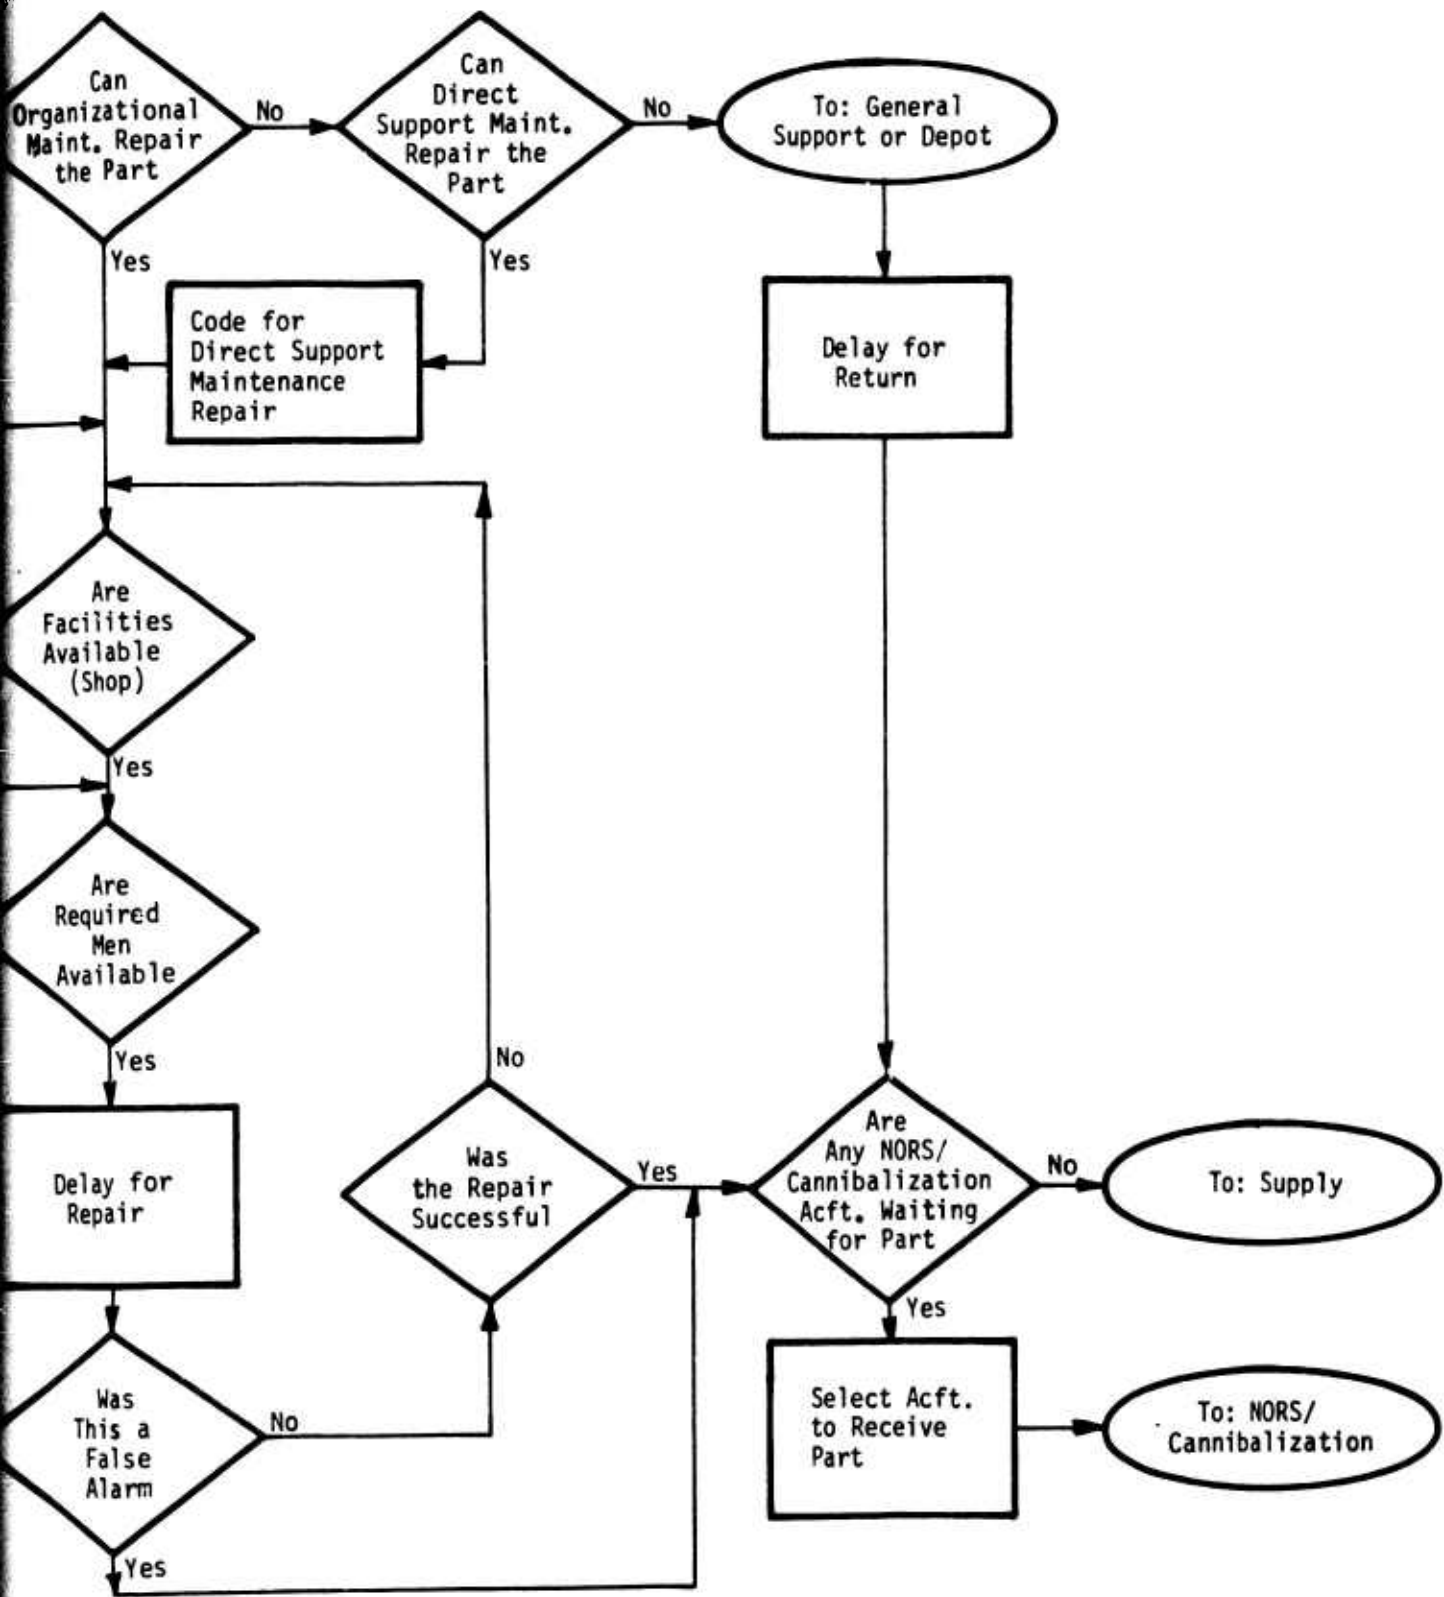 Can
Organizational
Maint. Repair
the Part
No
Can
Direct
Support Maint.
Repair the
Part
No
To: General
Support or Depot
Yes
Yes
Code for
Direct Support
Maintenance
Repair
Delay for
Return
Are
Facilities
Available
(Shop)
Yes
Are
Required
Men
Available
Yes
No
Delay for
Repair
Was
the Repair
Successful
Yes
Are
Any NORS/
Cannibalization
Acft. Waiting
for Part
No
To: Supply
Yes
Was
This a
False
Alarm
No
Select Acft.
to Receive
Part
To: NORS/
Cannibalization
Yes